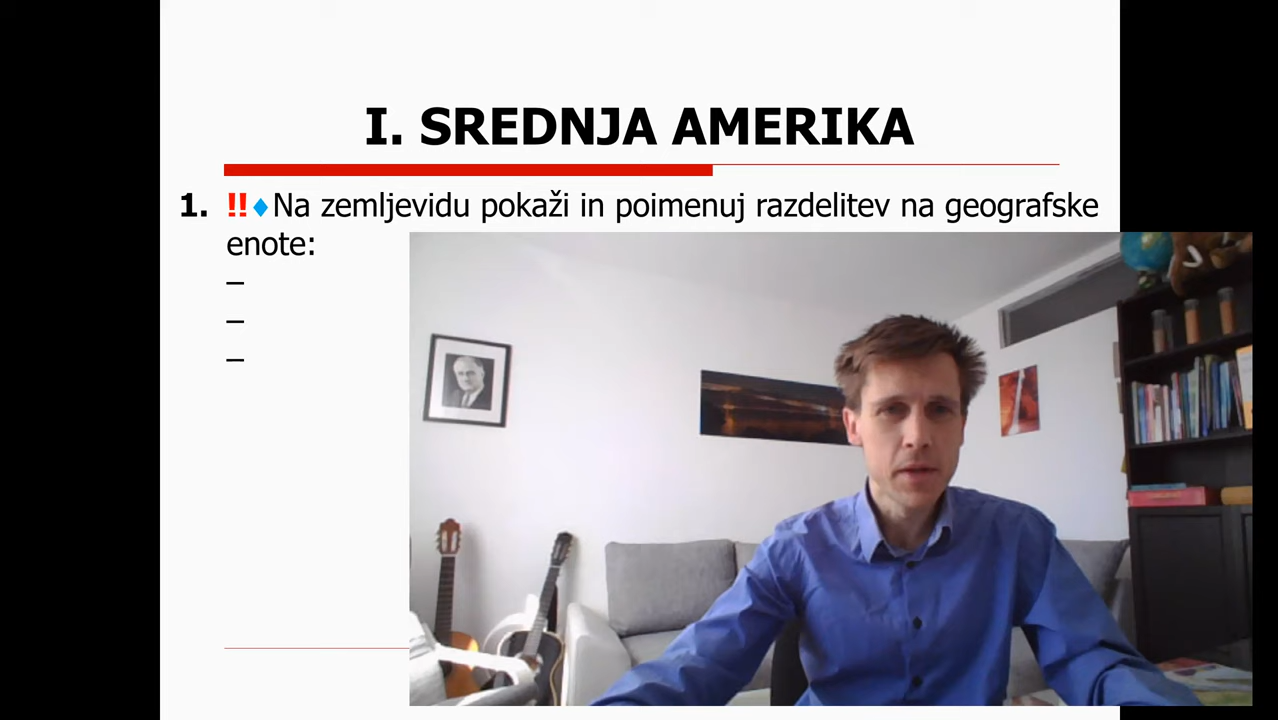 I. SREDNJA AMERIKA
1. !!♦Na zemljevidu pokaži in poimenuj razdelitev na geografske
enote:
–
–
–